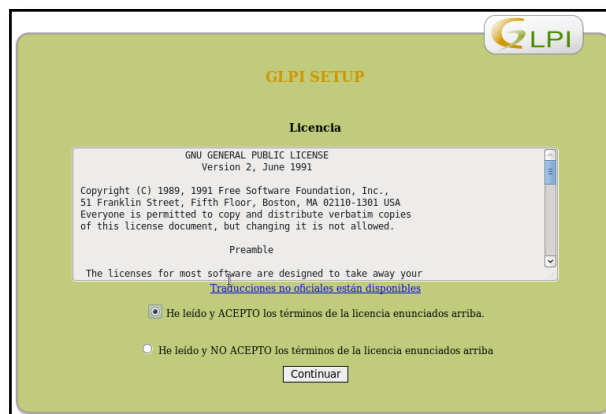 GLPI
GLPI SETUP
Licencia
GNU GENERAL PUBLIC LICENSE
Version 2, June 1991
Copyright (C) 1989, 1991 Free Software Foundation, Inc.,
51 Franklin Street, Fifth Floor, Boston, MA 02110-1301 USA
Everyone is permitted to copy and distribute verbatim copies
of this license document, but changing it is not allowed.
Preamble
The licenses for most software are designed to take away your
Traducciones no oficiales están disponibles
He leído y ACEPTO los términos de la licencia enunciados arriba.
He leído y NO ACEPTO los términos de la licencia enunciados arriba
Continuar